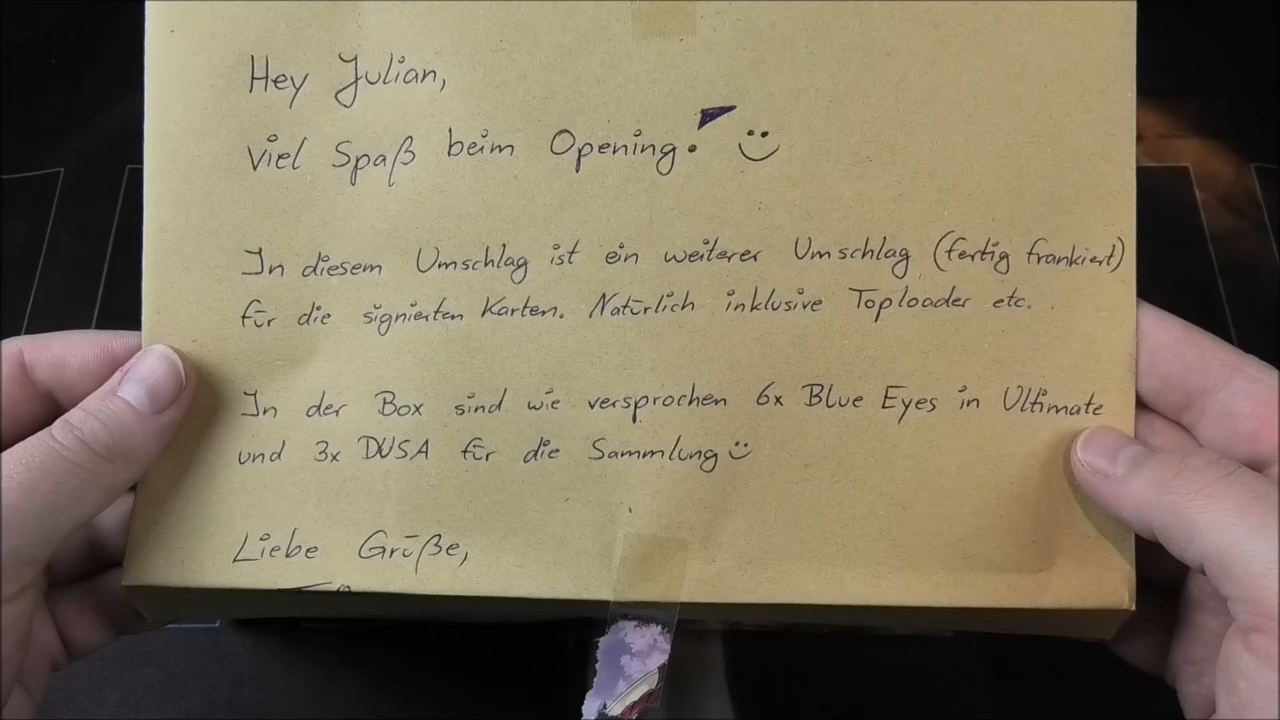 Hey Julian,
viel Spaß beim Opening! :)
In diesem Umschlag ist ein weiterer Umschlag (fertig frankiert)
für die signierten Karten. Natürlich inklusive Toploader etc.
In der Box sind wie versprochen 6x Blue Eyes in Ultimate
und 3x DUSA für die Sammlung :)
Liebe Grüße,